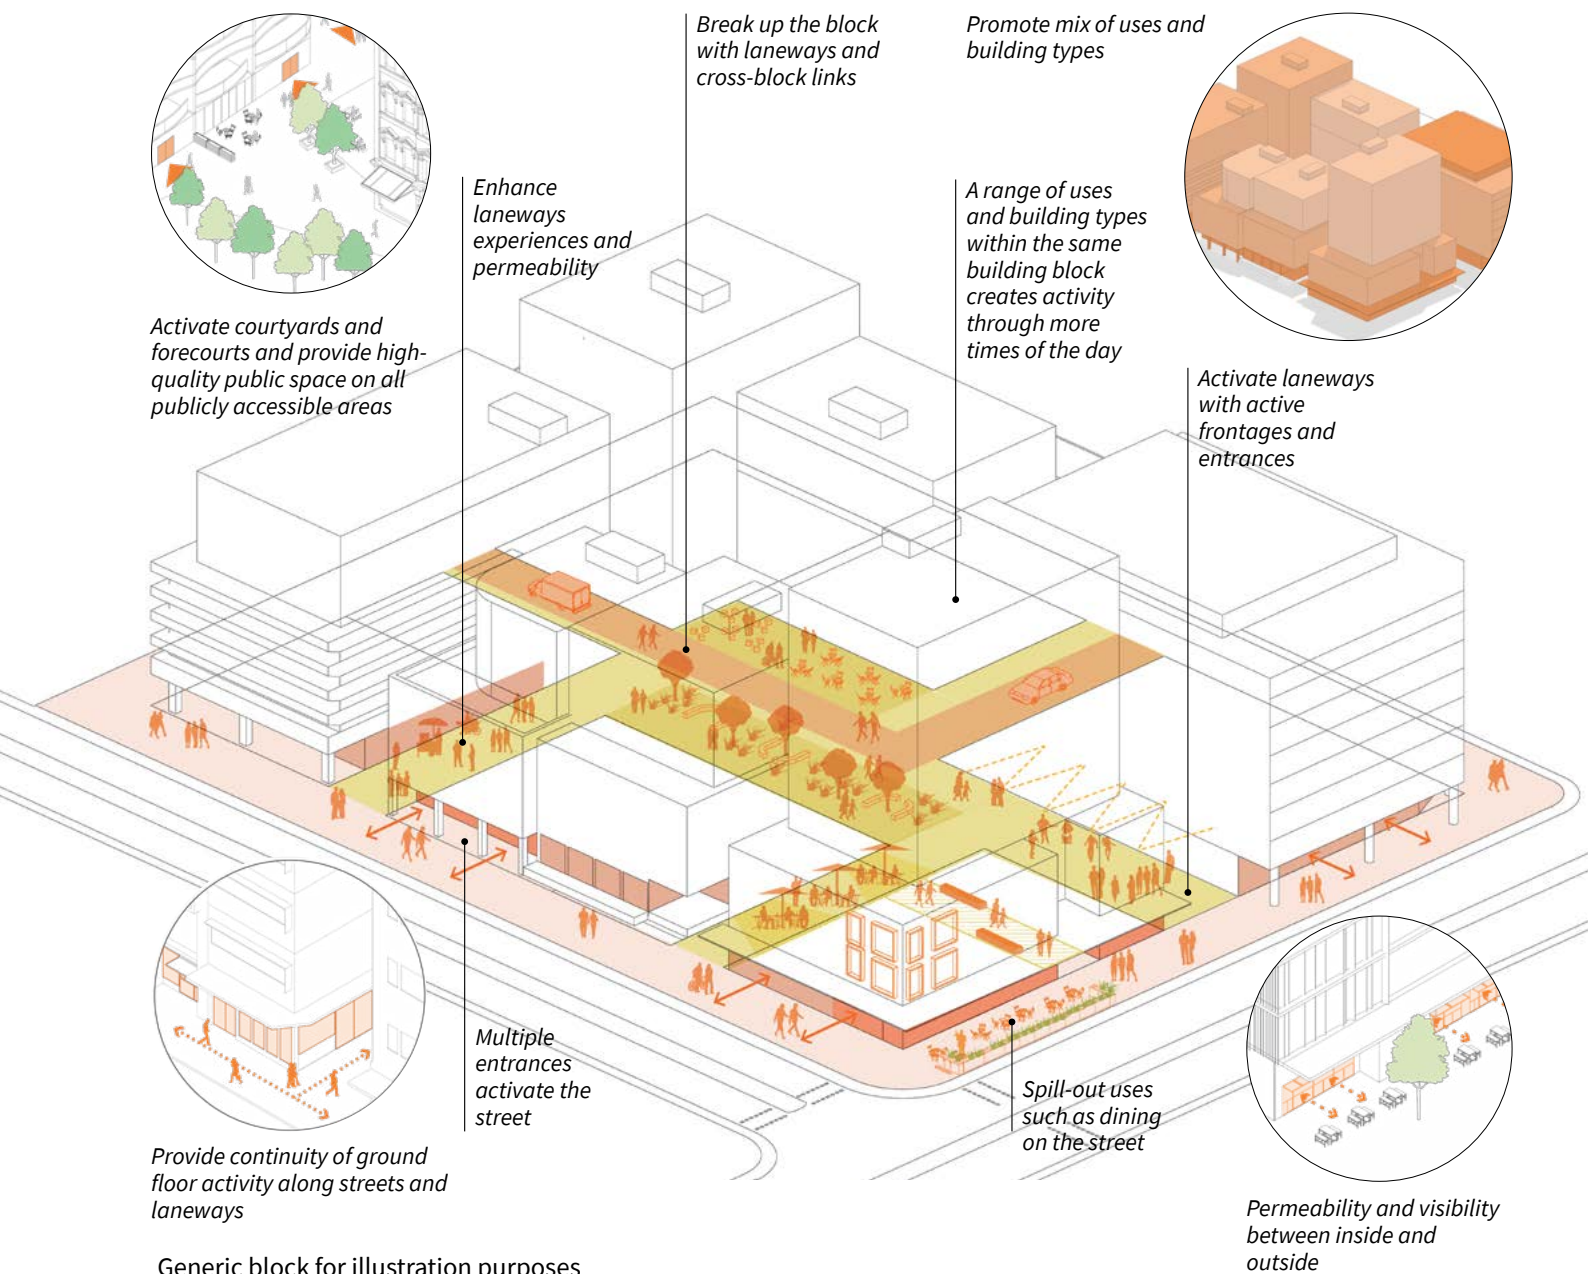 Break up the block
with laneways and
cross-block links
Promote mix of uses and
building types
Enhance
laneways
experiences and
permeability
A range of uses
and building types
within the same
building block
creates activity
through more
times of the day
Activate courtyards and
forecourts and provide high-
quality public space on all
publicly accessible areas
Activate laneways
with active
frontages and
entrances
Multiple
entrances
activate the
street
Spill-out uses
such as dining
on the street
Provide continuity of ground
floor activity along streets and
laneways
Permeability and visibility
between inside and
outside
Generic block for illustration purposes